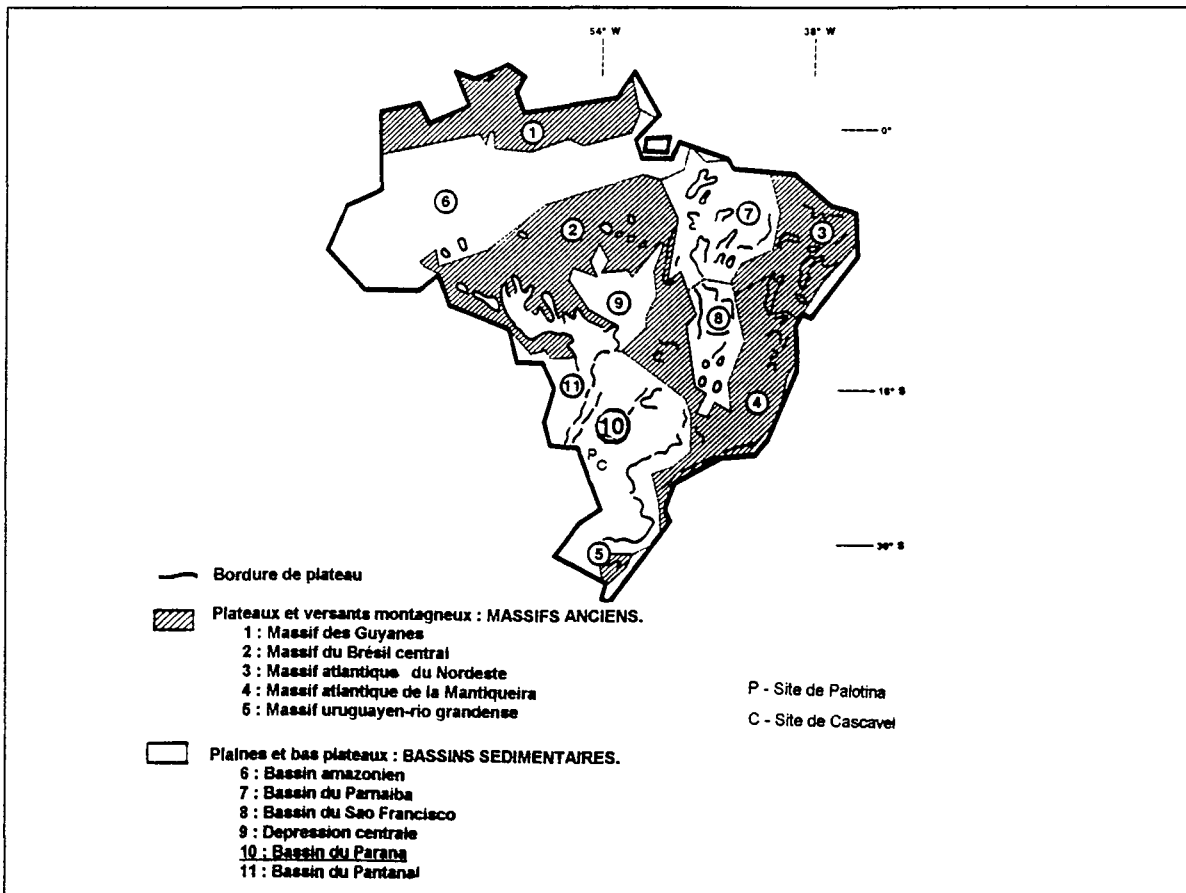 54° W
38° W
0°
1
6
2
7
3
9
8
16° S
11
4
10
P
C
30° S
5
Bordure de plateau
Plateaux et versants montagneux : MASSIFS ANCIENS.
1 : Massif des Guyanes
2 : Massif du Brésil central
3 : Massif atlantique du Nordeste
4 : Massif atlantique de la Mantiqueira
5 : Massif uruguayen-rio grandense
P - Site de Palotina
C - Site de Cascavel
Plaines et bas plateaux : BASSINS SEDIMENTAIRES.
6 : Bassin amazonien
7 : Bassin du Parnaiba
8 : Bassin du Sao Francisco
9 : Depression centrale
10 : Bassin du Parana
11 : Bassin du Pantanal